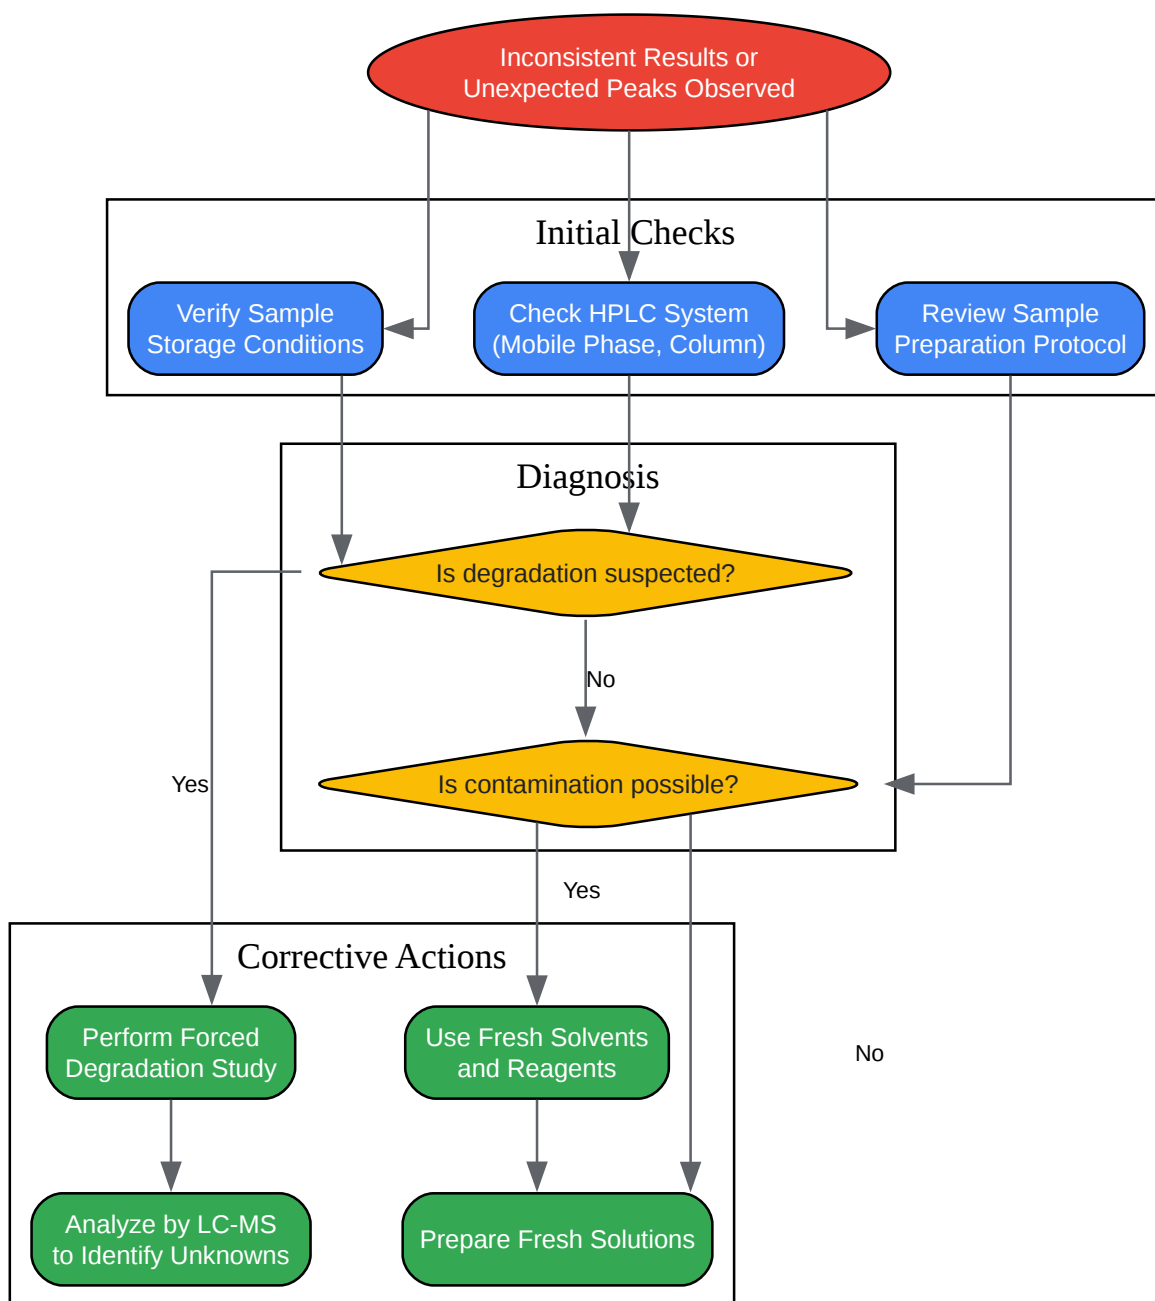 Inconsistent Results or
Unexpected Peaks Observed
Initial Checks
Verify Sample
Storage Conditions
Check HPLC System
(Mobile Phase, Column)
Review Sample
Preparation Protocol
Diagnosis
Is degradation suspected?
No
Yes
Is contamination possible?
Yes
Corrective Actions
Perform Forced
Degradation Study
Use Fresh Solvents
and Reagents
No
Analyze by LC-MS
to Identify Unknowns
Prepare Fresh Solutions